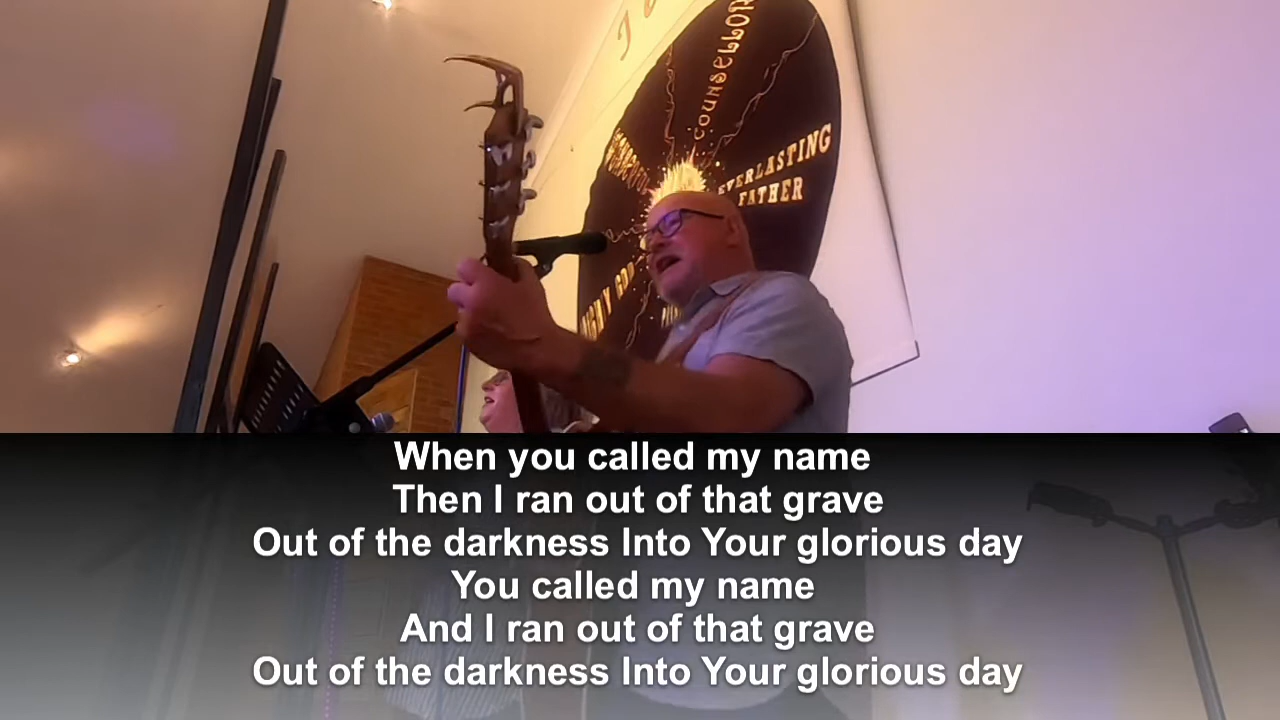 COUNSELLOR
EVERLASTING
FATHER
When you called my name
Then I ran out of that grave
Out of the darkness Into Your glorious day
You called my name
And I ran out of that grave
Out of the darkness Into Your glorious day